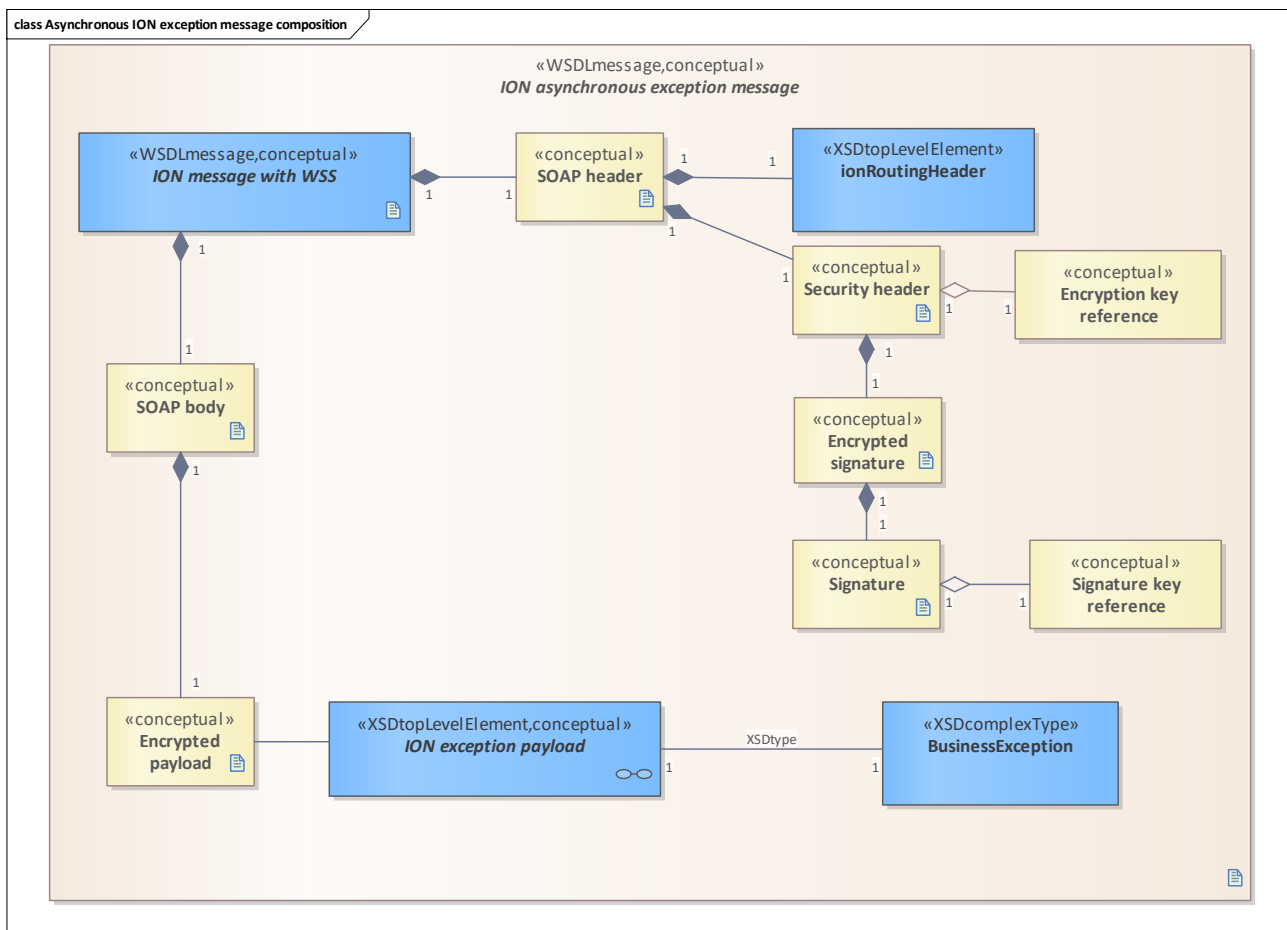 class Asynchronous ION exception message composition
«WSDLmessage,conceptual»
ION asynchronous exception message
«WSDLmessage,conceptual»
ION message with WSS
1
1
«conceptual»
SOAP header
1
1
«XSDtopLevelElement»
ionRoutingHeader
1
1
«conceptual»
Security header
1
1
«conceptual»
Encryption key
reference
1
1
«conceptual»
Encrypted
signature
1
1
«conceptual»
Signature
1
1
«conceptual»
Signature key
reference
1
1
«conceptual»
SOAP body
1
1
«conceptual»
Encrypted
payload
«XSDtopLevelElement,conceptual»
ION exception payload
1
XSDtype
1
«XSDcomplexType»
BusinessException